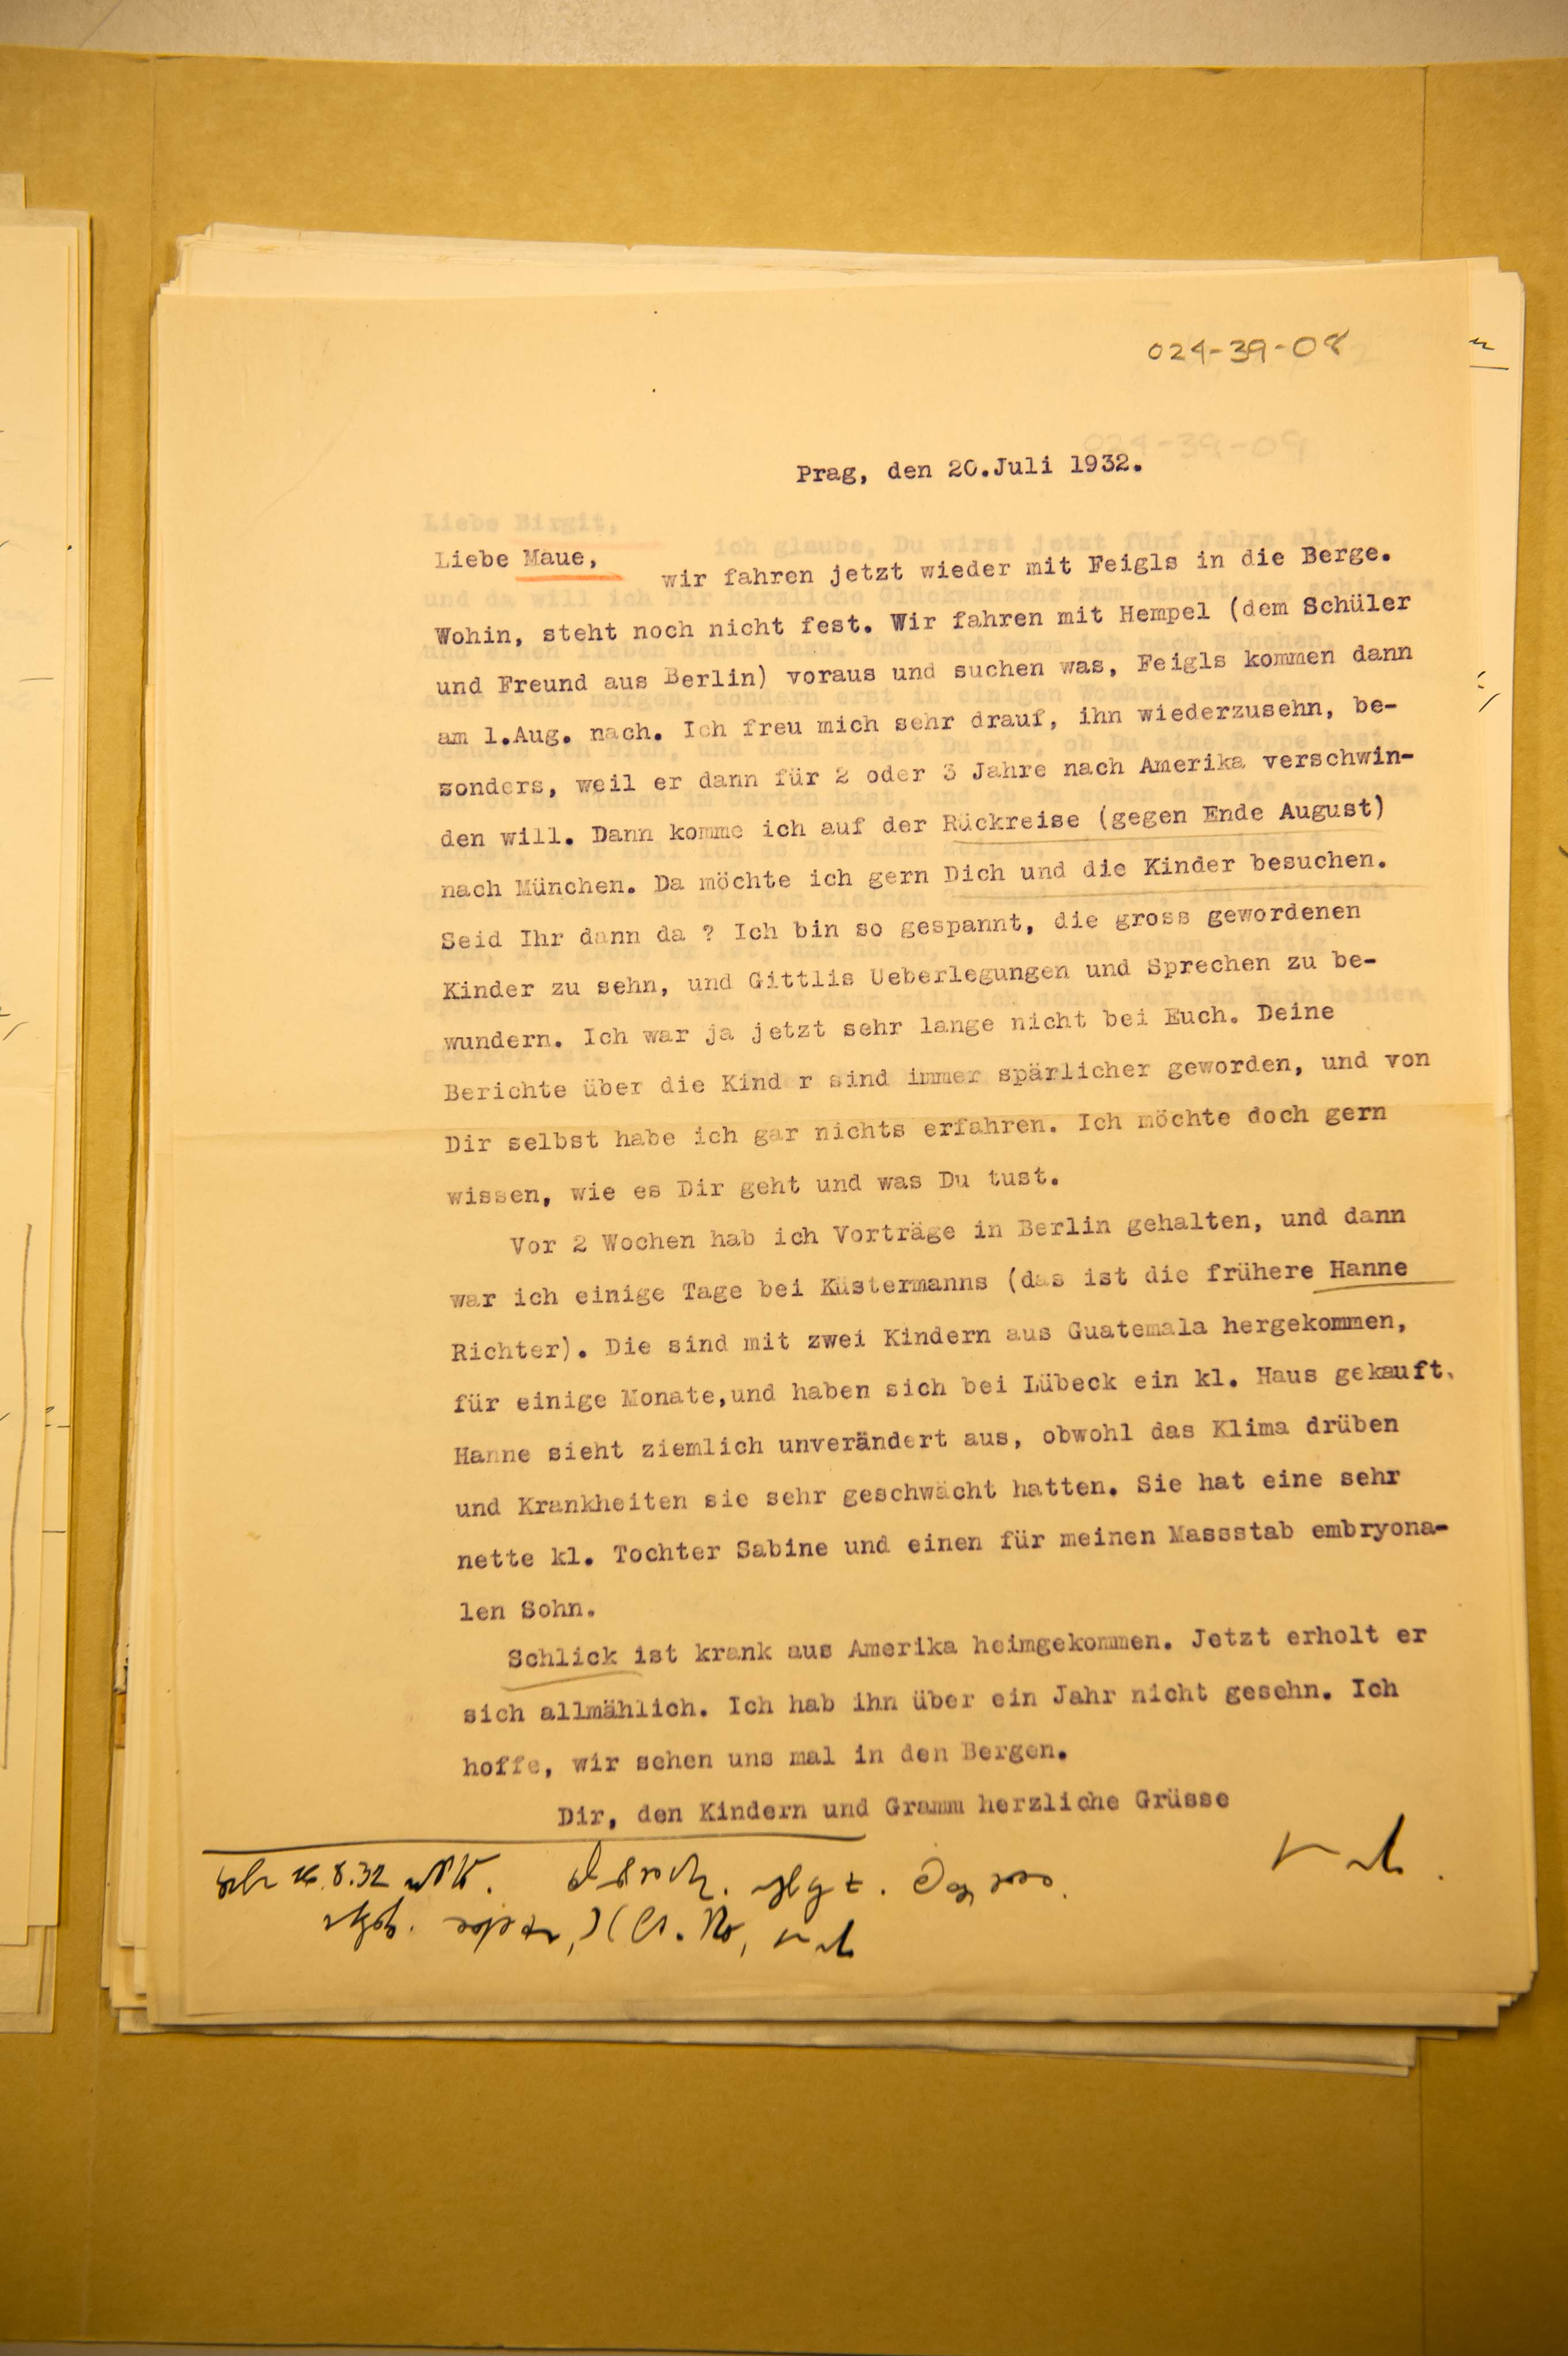 024-39-08
024-39-09
Prag, den 20.Juli 1932.
Liebe Birgit,
Liebe Maue,
wir fahren jetzt wieder mit Feigls in die Berge.
Wohin, steht noch nicht fest. Wir fahren mit Hempel (dem Schüler
und Freund aus Berlin) voraus und suchen was, Feigls kommen dann
am 1.Aug. nach. Ich freu mich sehr drauf, ihn wiederzusehn, be-
sonders, weil er dann für 2 oder 3 Jahre nach Amerika verschwin-
den will. Dann komme ich auf der Rückreise (gegen Ende August)
nach München. Da möchte ich gern Dich und die Kinder besuchen.
Seid Ihr dann da ? Ich bin so gespannt, die gross gewordenen
Kinder zu sehn, und Gittlis Ueberlegungen und Sprechen zu be-
wundern. Ich war ja jetzt sehr lange nicht bei Euch. Deine
Berichte über die Kind r sind immer spärlicher geworden, und von
Dir selbst habe ich gar nichts erfahren. Ich möchte doch gern
wissen, wie es Dir geht und was Du tust.
Vor 2 Wochen hab ich Vorträge in Berlin gehalten, und dann
war ich einige Tage bei Küstermanns (das ist die frühere Hanne
Richter). Die sind mit zwei Kindern aus Guatemala hergekommen,
für einige Monate,und haben sich bei Lübeck ein kl. Haus gekauft.
Hanne sieht ziemlich unverändert aus, obwohl das Klima drüben
und Krankheiten sie sehr geschwächt hatten. Sie hat eine sehr
nette kl. Tochter Sabine und einen für meinen Massstab embryona-
len Sohn.
Schlick ist krank aus Amerika heimgekommen. Jetzt erholt er
sich allmählich. Ich hab ihn über ein Jahr nicht gesehn. Ich
hoffe, wir sehen uns mal in den Bergen.
Dir, den Kindern und Gramm herzliche Grüsse
8.32